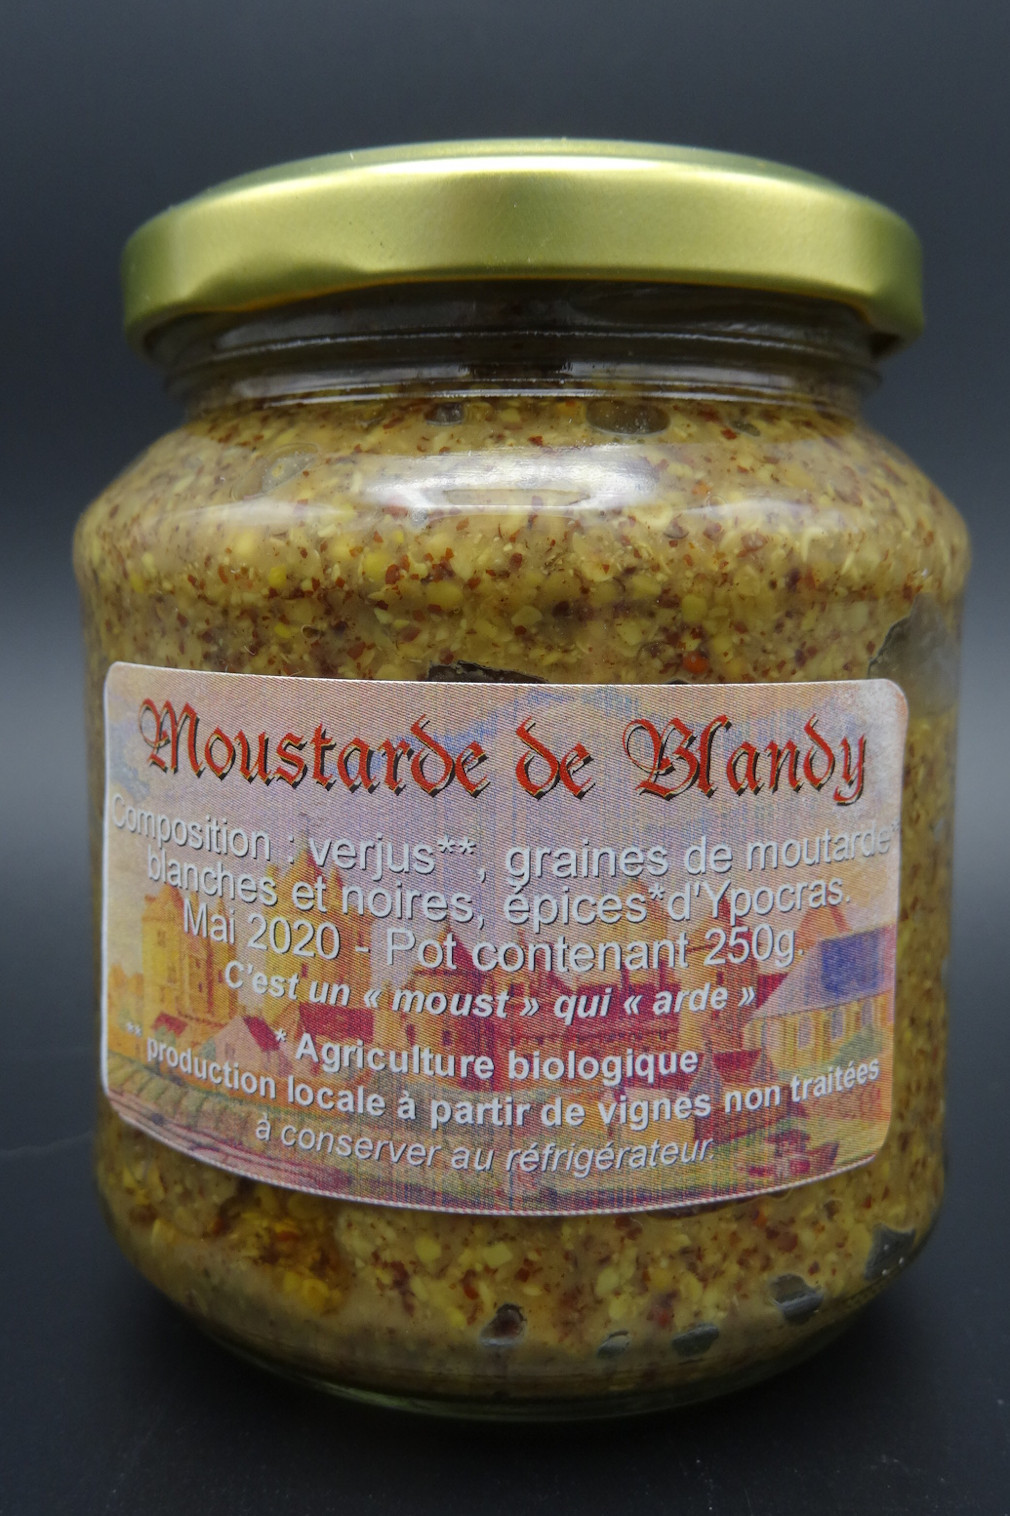 Moustarde de Blandy
Composition : verjus**, graines de moutarde*
blanches et noires, épices*d'Ypocras.
Mai 2020 - Pot contenant 250g.
C'est un « moust » qui « arde »
* Agriculture biologique
** production locale à partir de vignes non traitées
à conserver au réfrigérateur